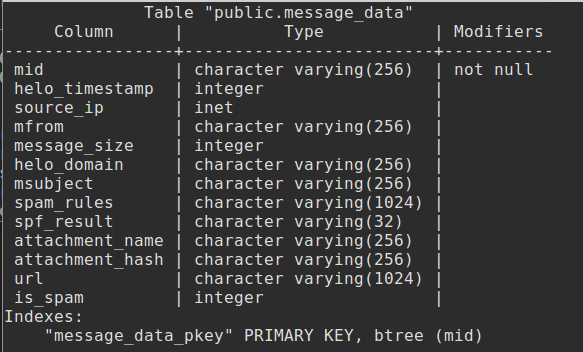 Table "public.message_data"
Column | Type | Modifiers
------------------+-------------------------+-----------
mid | character varying(256) | not null
helo_timestamp | integer |
source_ip | inet |
mfrom | character varying(256) |
message_size | integer |
helo_domain | character varying(256) |
msubject | character varying(256) |
spam_rules | character varying(1024) |
spf_result | character varying(32) |
attachment_name | character varying(256) |
attachment_hash | character varying(256) |
url | character varying(1024) |
is_spam | integer |
Indexes:
"message_data_pkey" PRIMARY KEY, btree (mid)